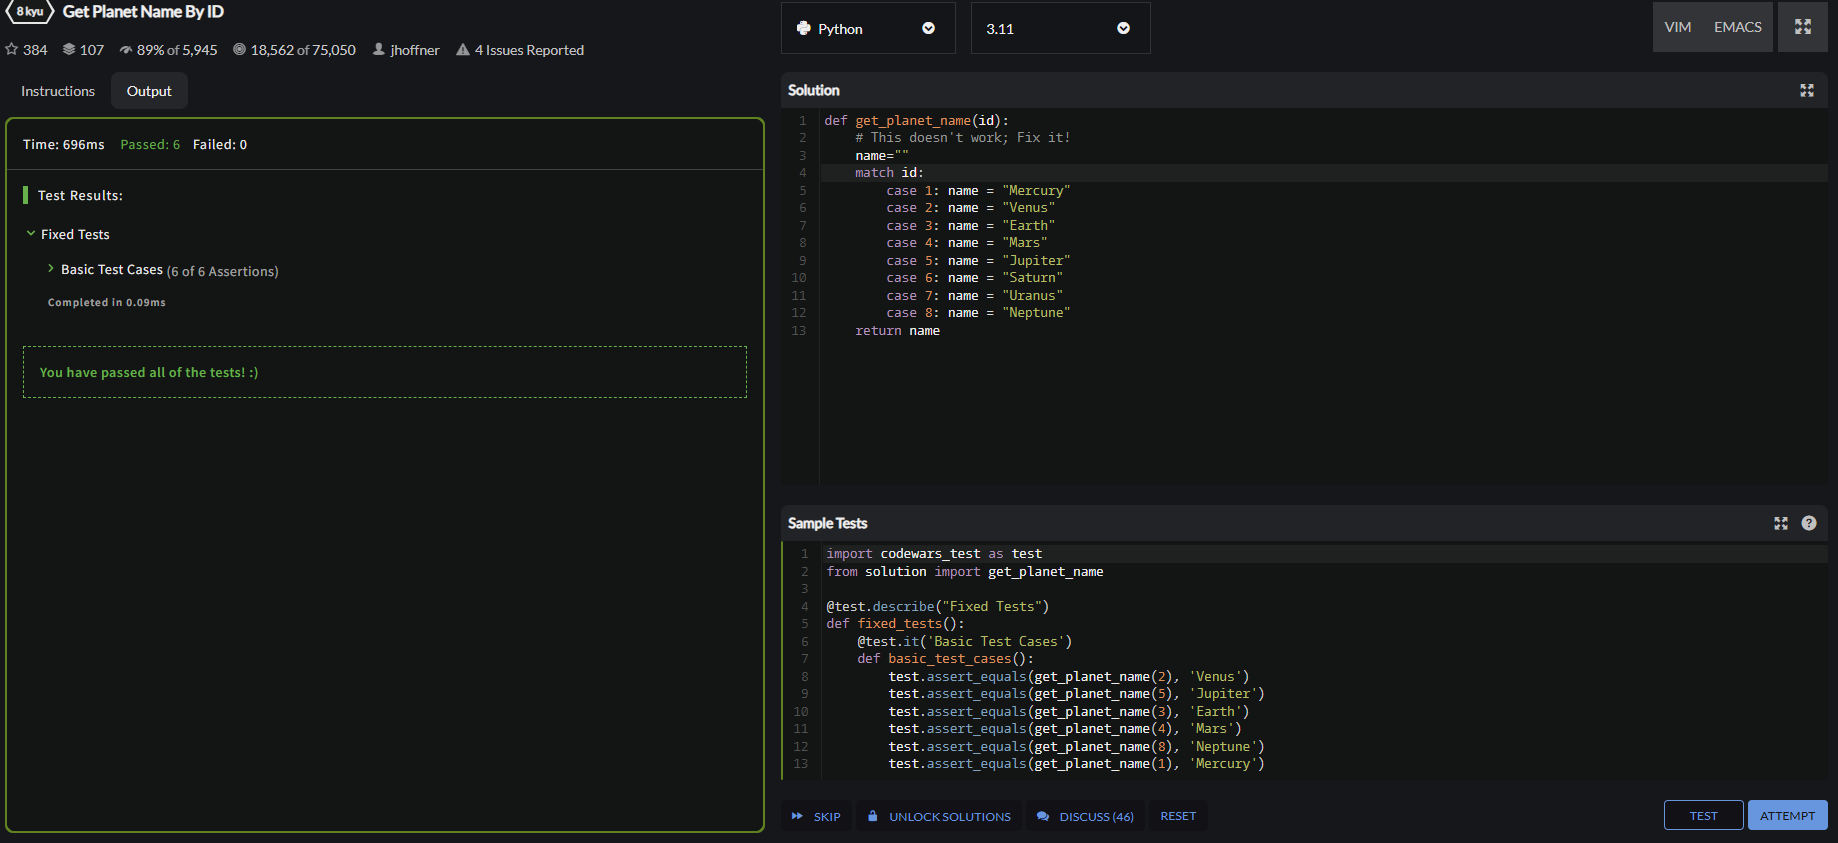 8 kyu Get Planet Name By ID
384 107 89% of 5,945 18,562 of 75,050 jhoffner 4 Issues Reported
Instructions Output
Time: 696ms Passed: 6 Failed: 0
Test Results:
Fixed Tests
Basic Test Cases (6 of 6 Assertions)
Completed in 0.09ms
You have passed all of the tests! :)
Python 3.11 VIM EMACS
Solution
1 def get_planet_name(id):
2 # This doesn't work; Fix it!
3 name=""
4 match id:
5 case 1: name = "Mercury"
6 case 2: name = "Venus"
7 case 3: name = "Earth"
8 case 4: name = "Mars"
9 case 5: name = "Jupiter"
10 case 6: name = "Saturn"
11 case 7: name = "Uranus"
12 case 8: name = "Neptune"
13 return name
Sample Tests ?
1 import codewars_test as test
2 from solution import get_planet_name
3
4 @test.describe("Fixed Tests")
5 def fixed_tests():
6 @test.it('Basic Test Cases')
7 def basic_test_cases():
8 test.assert_equals(get_planet_name(2), 'Venus')
9 test.assert_equals(get_planet_name(5), 'Jupiter')
10 test.assert_equals(get_planet_name(3), 'Earth')
11 test.assert_equals(get_planet_name(4), 'Mars')
12 test.assert_equals(get_planet_name(8), 'Neptune')
13 test.assert_equals(get_planet_name(1), 'Mercury')
SKIP UNLOCK SOLUTIONS DISCUSS (46) RESET TEST ATTEMPT